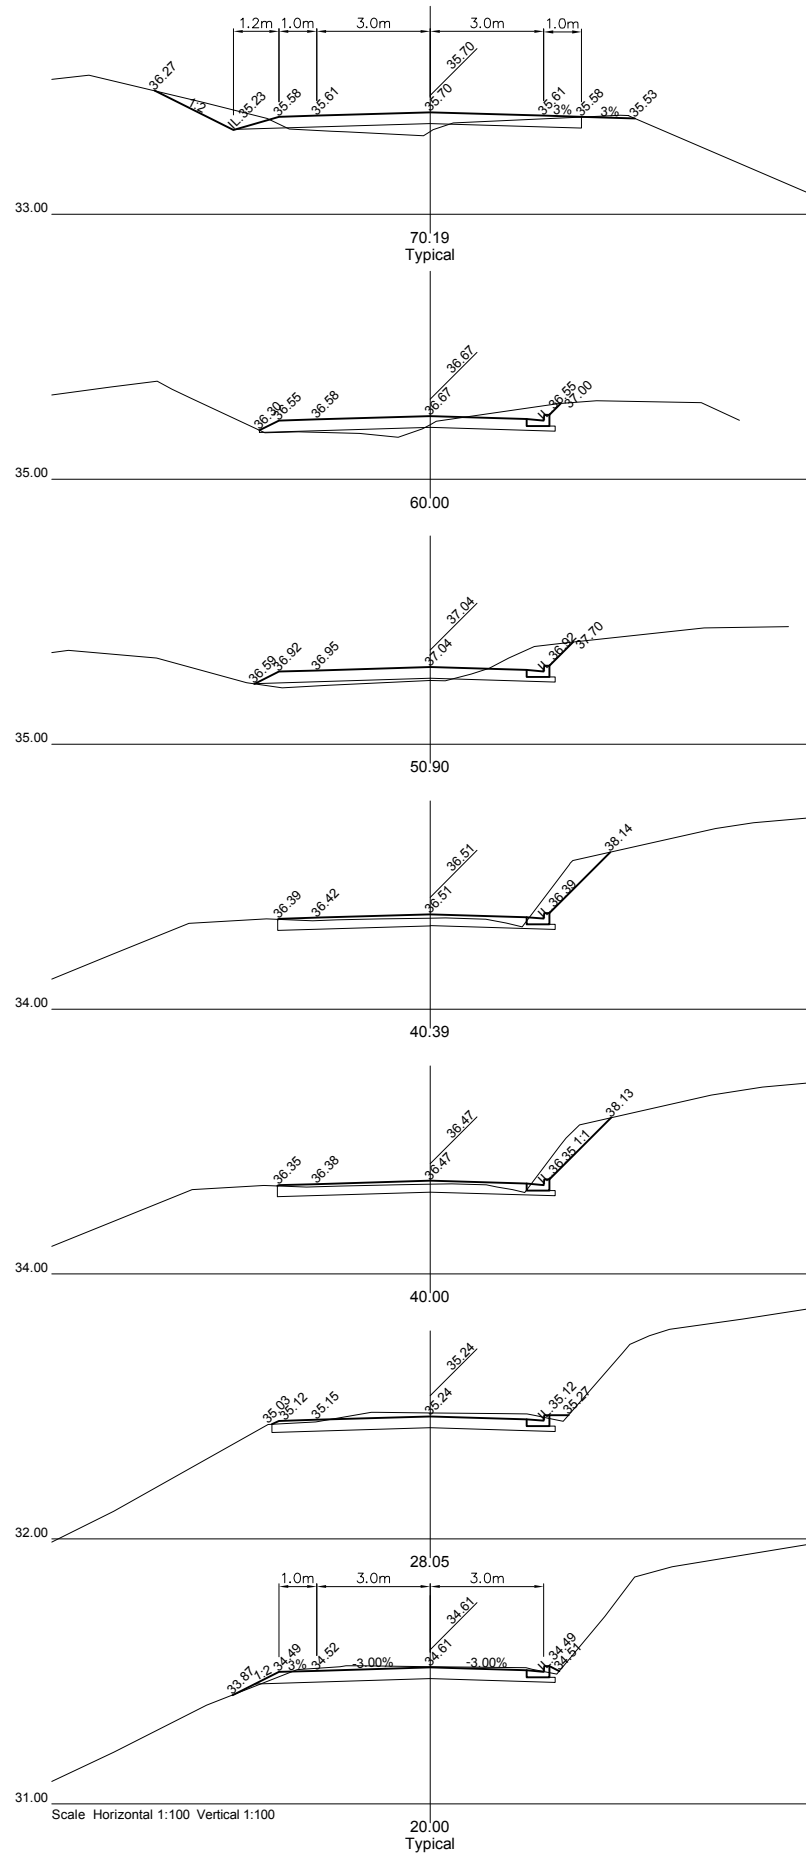 1.2m 1.0m 3.0m 3.0m 1.0m
35.70
36.27 1:2 IL.35.23 35.58 35.61 35.70 35.61 3% 35.58 3% 35.53
33.00
70.19
Typical
36.67
36.30 36.55 36.58 36.67 IL 36.55 37.00
35.00
60.00
37.04
36.59 36.92 36.95 37.04 IL 36.92 37.70
35.00
50.90
36.51
36.39 36.42 36.51 IL 36.39 38.14
34.00
40.39
36.47
36.35 36.38 36.47 IL 36.35 1:1 38.13
34.00
40.00
35.24
35.03 35.12 35.15 35.24 IL 35.12 35.27
32.00
28.05
1.0m 3.0m 3.0m
34.61
33.87 1:2 34.49 3% 34.52 -3.00% 34.61 -3.00% IL 34.49 34.51
31.00
Scale Horizontal 1:100 Vertical 1:100
20.00
Typical